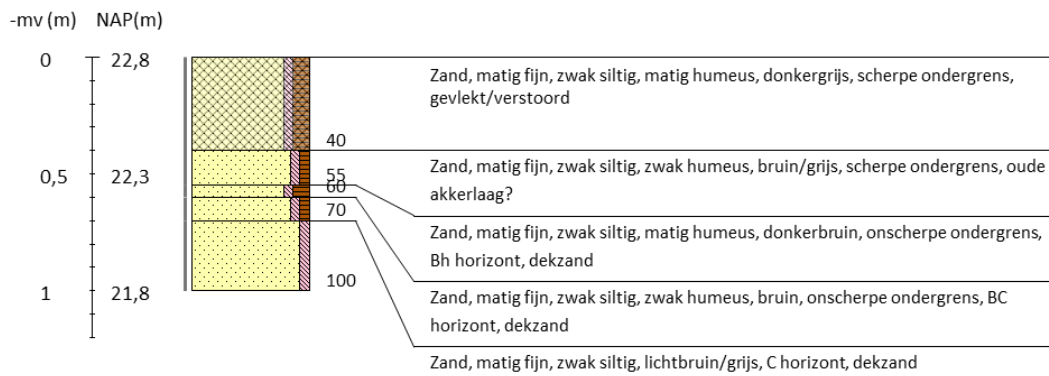 -mv (m) NAP(m)
0 22,8
Zand, matig fijn, zwak siltig, matig humeus, donkergrijs, scherpe ondergrens,
gevlekt/verstoord
40
Zand, matig fijn, zwak siltig, zwak humeus, bruin/grijs, scherpe ondergrens, oude
akkerlaag?
0,5 22,3
55
60
70
Zand, matig fijn, zwak siltig, matig humeus, donkerbruin, onscherpe ondergrens,
Bh horizont, dekzand
100
1 21,8
Zand, matig fijn, zwak siltig, zwak humeus, bruin, onscherpe ondergrens, BC
horizont, dekzand
Zand, matig fijn, zwak siltig, lichtbruin/grijs, C horizont, dekzand